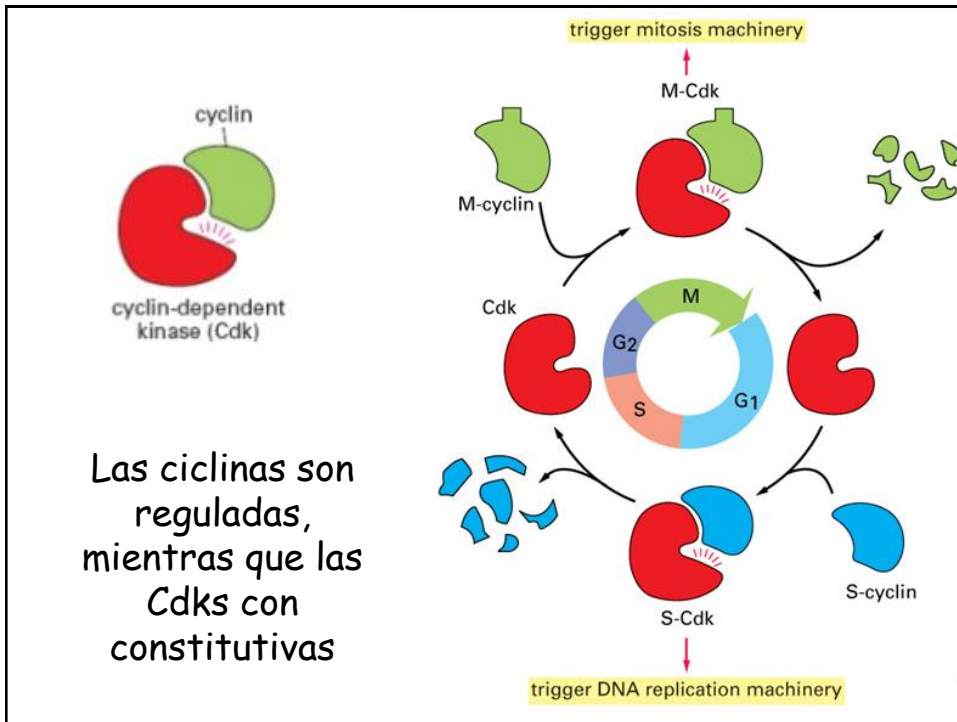 cyclin
cyclin-dependent
kinase (Cdk)
Las ciclinas son
reguladas,
mientras que las
Cdks con
constitutivas
trigger mitosis machinery
M-Cdk
M-cyclin
Cdk
M
G2
G1
S
S-cyclin
S-Cdk
trigger DNA replication machinery